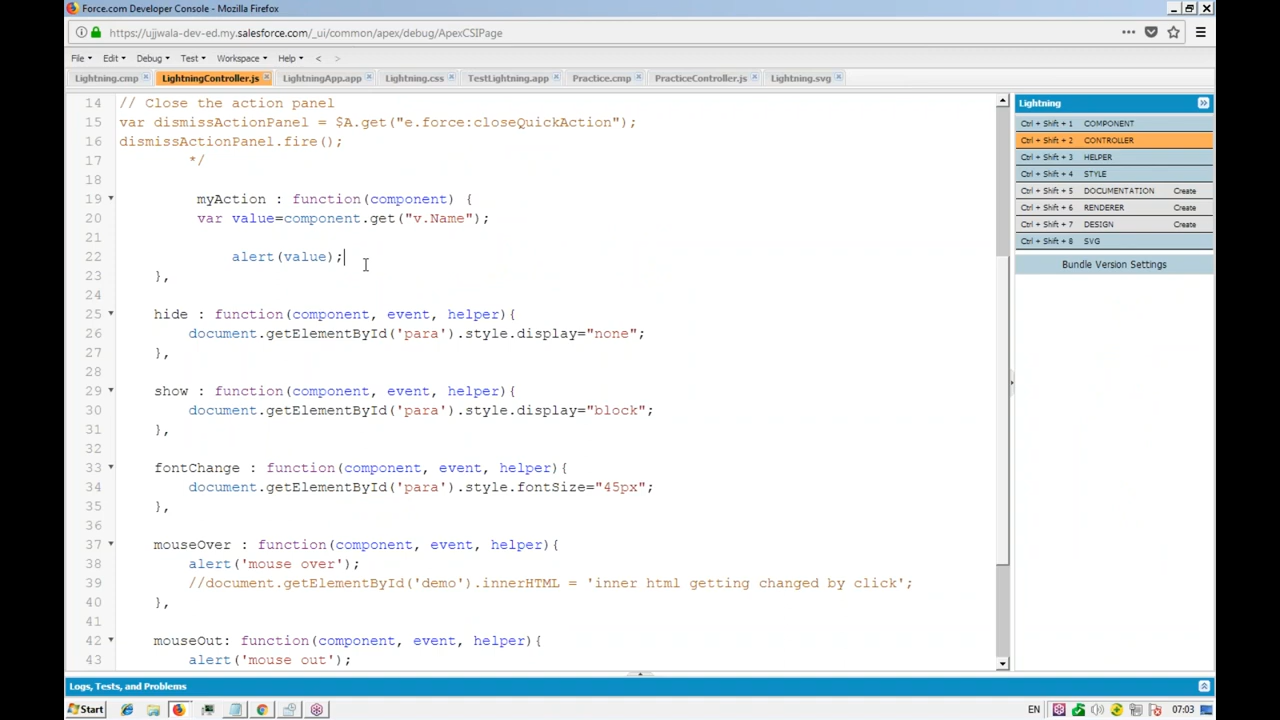 Force.com Developer Console - Mozilla Firefox
https://ujjwala-dev-ed.my.salesforce.com/_ui/common/apex/debug/ApexCSIPage
File Edit Debug Test Workspace Help < >
Lightning.cmp LightningController.js LightningApp.app Lightning.css TestLightning.app Practice.cmp PracticeController.js Lightning.svg
14 // Close the action panel
15 var dismissActionPanel = $A.get("e.force:closeQuickAction");
16 dismissActionPanel.fire();
17 */
18
19 myAction : function(component) {
20 var value=component.get("v.Name");
21
22 alert(value);
23 },
24
25 hide : function(component, event, helper){
26 document.getElementById('para').style.display="none";
27 },
28
29 show : function(component, event, helper){
30 document.getElementById('para').style.display="block";
31 },
32
33 fontChange : function(component, event, helper){
34 document.getElementById('para').style.fontSize="45px";
35 },
36
37 mouseOver : function(component, event, helper){
38 alert('mouse over');
39 //document.getElementById('demo').innerHTML = 'inner html getting changed by click';
40 },
41
42 mouseOut: function(component, event, helper){
43 alert('mouse out');
Lightning
Ctrl + Shift + 1 COMPONENT
Ctrl + Shift + 2 CONTROLLER
Ctrl + Shift + 3 HELPER
Ctrl + Shift + 4 STYLE
Ctrl + Shift + 5 DOCUMENTATION Create
Ctrl + Shift + 6 RENDERER Create
Ctrl + Shift + 7 DESIGN Create
Ctrl + Shift + 8 SVG
Bundle Version Settings
Logs, Tests, and Problems
Start EN 07:03